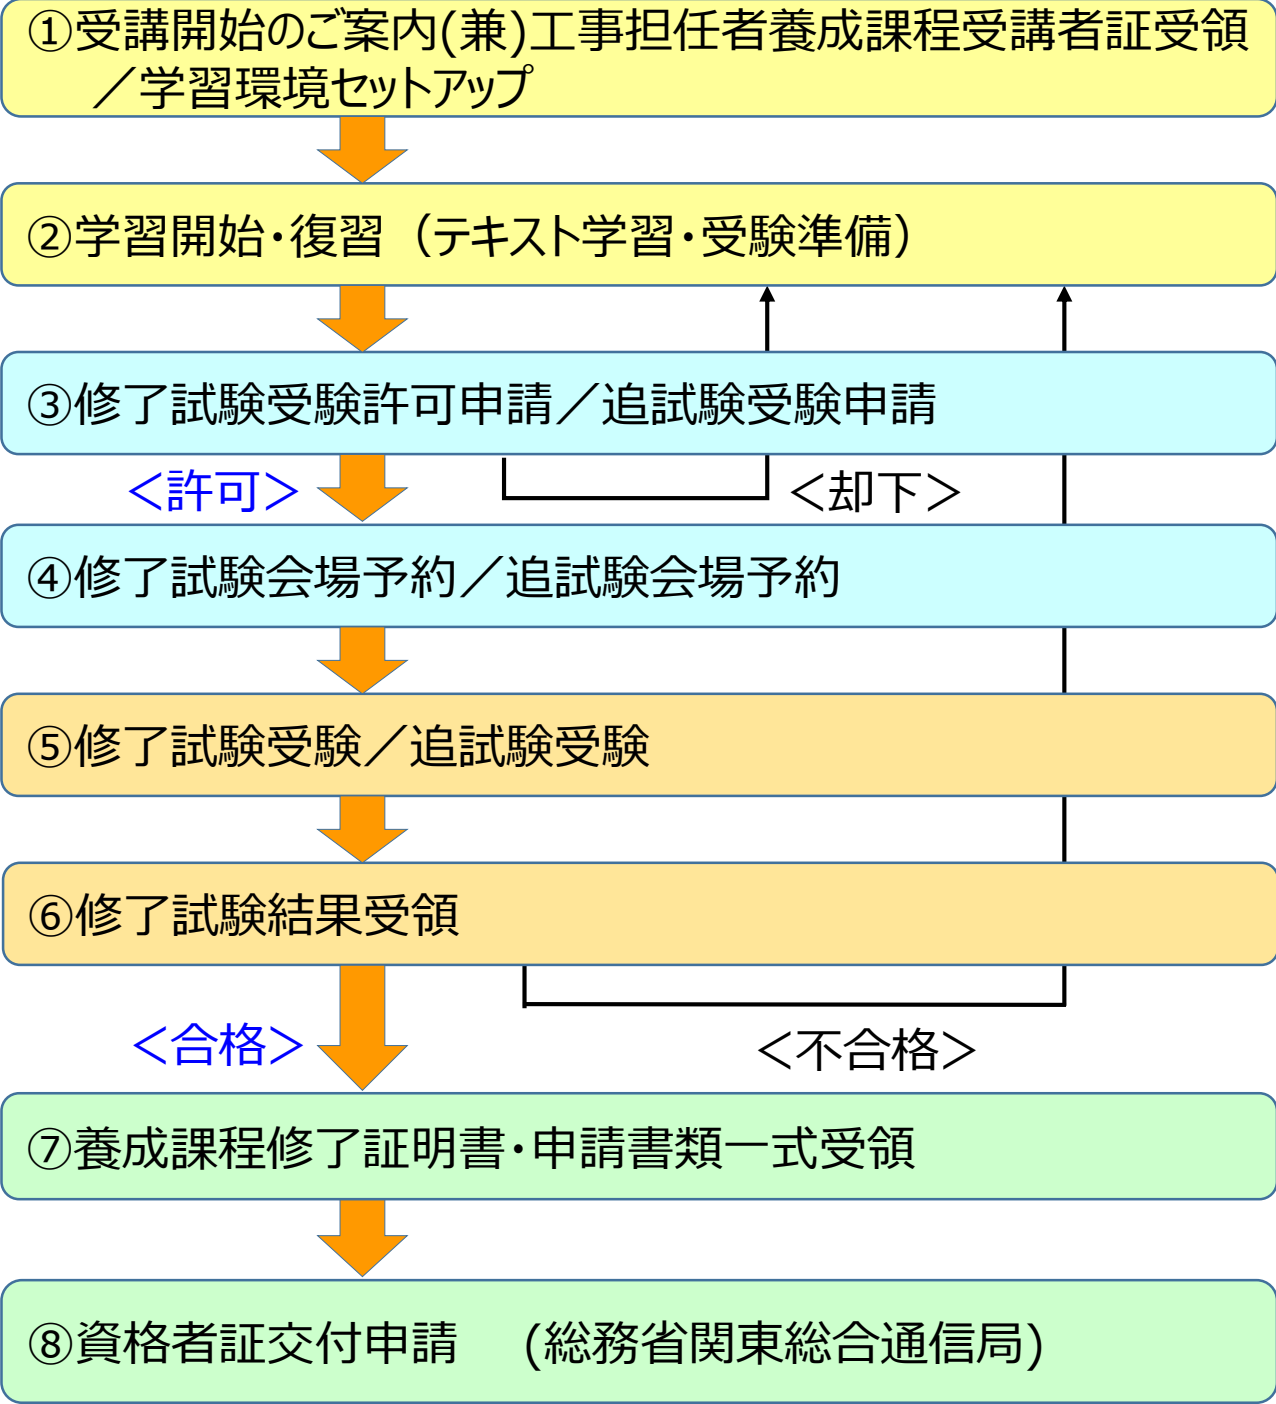 ①受講開始のご案内(兼)工事担任者養成課程受講者証受領
／学習環境セットアップ
②学習開始・復習（テキスト学習・受験準備）
③修了試験受験許可申請／追試験受験申請
＜許可＞
＜却下＞
④修了試験会場予約／追試験会場予約
⑤修了試験受験／追試験受験
⑥修了試験結果受領
＜合格＞
＜不合格＞
⑦養成課程修了証明書・申請書類一式受領
⑧資格者証交付申請　(総務省関東総合通信局)